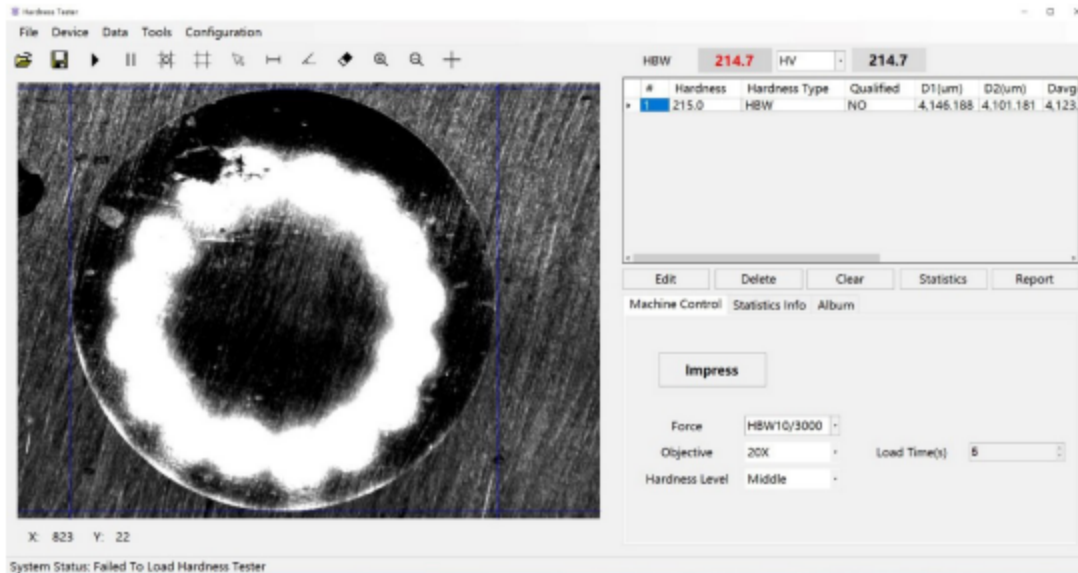 Hardness Tester
File Device Data Tools Configuration
HBW 214.7 HV 214.7
# Hardness Hardness Type Qualified D1(um) D2(um) Davg
1 215.0 HBW NO 4,146.188 4,101.181 4,123.
Edit Delete Clear Statistics Report
Machine Control Statistics Info Album
Impress
Force HBW10/3000
Objective 20X Load Time(s)
Hardness Level Middle
X: 823 Y: 22
System Status: Failed To Load Hardness Tester